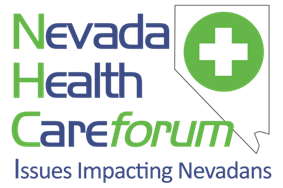 Nevada
Health
Careforum
Issues Impacting Nevadans